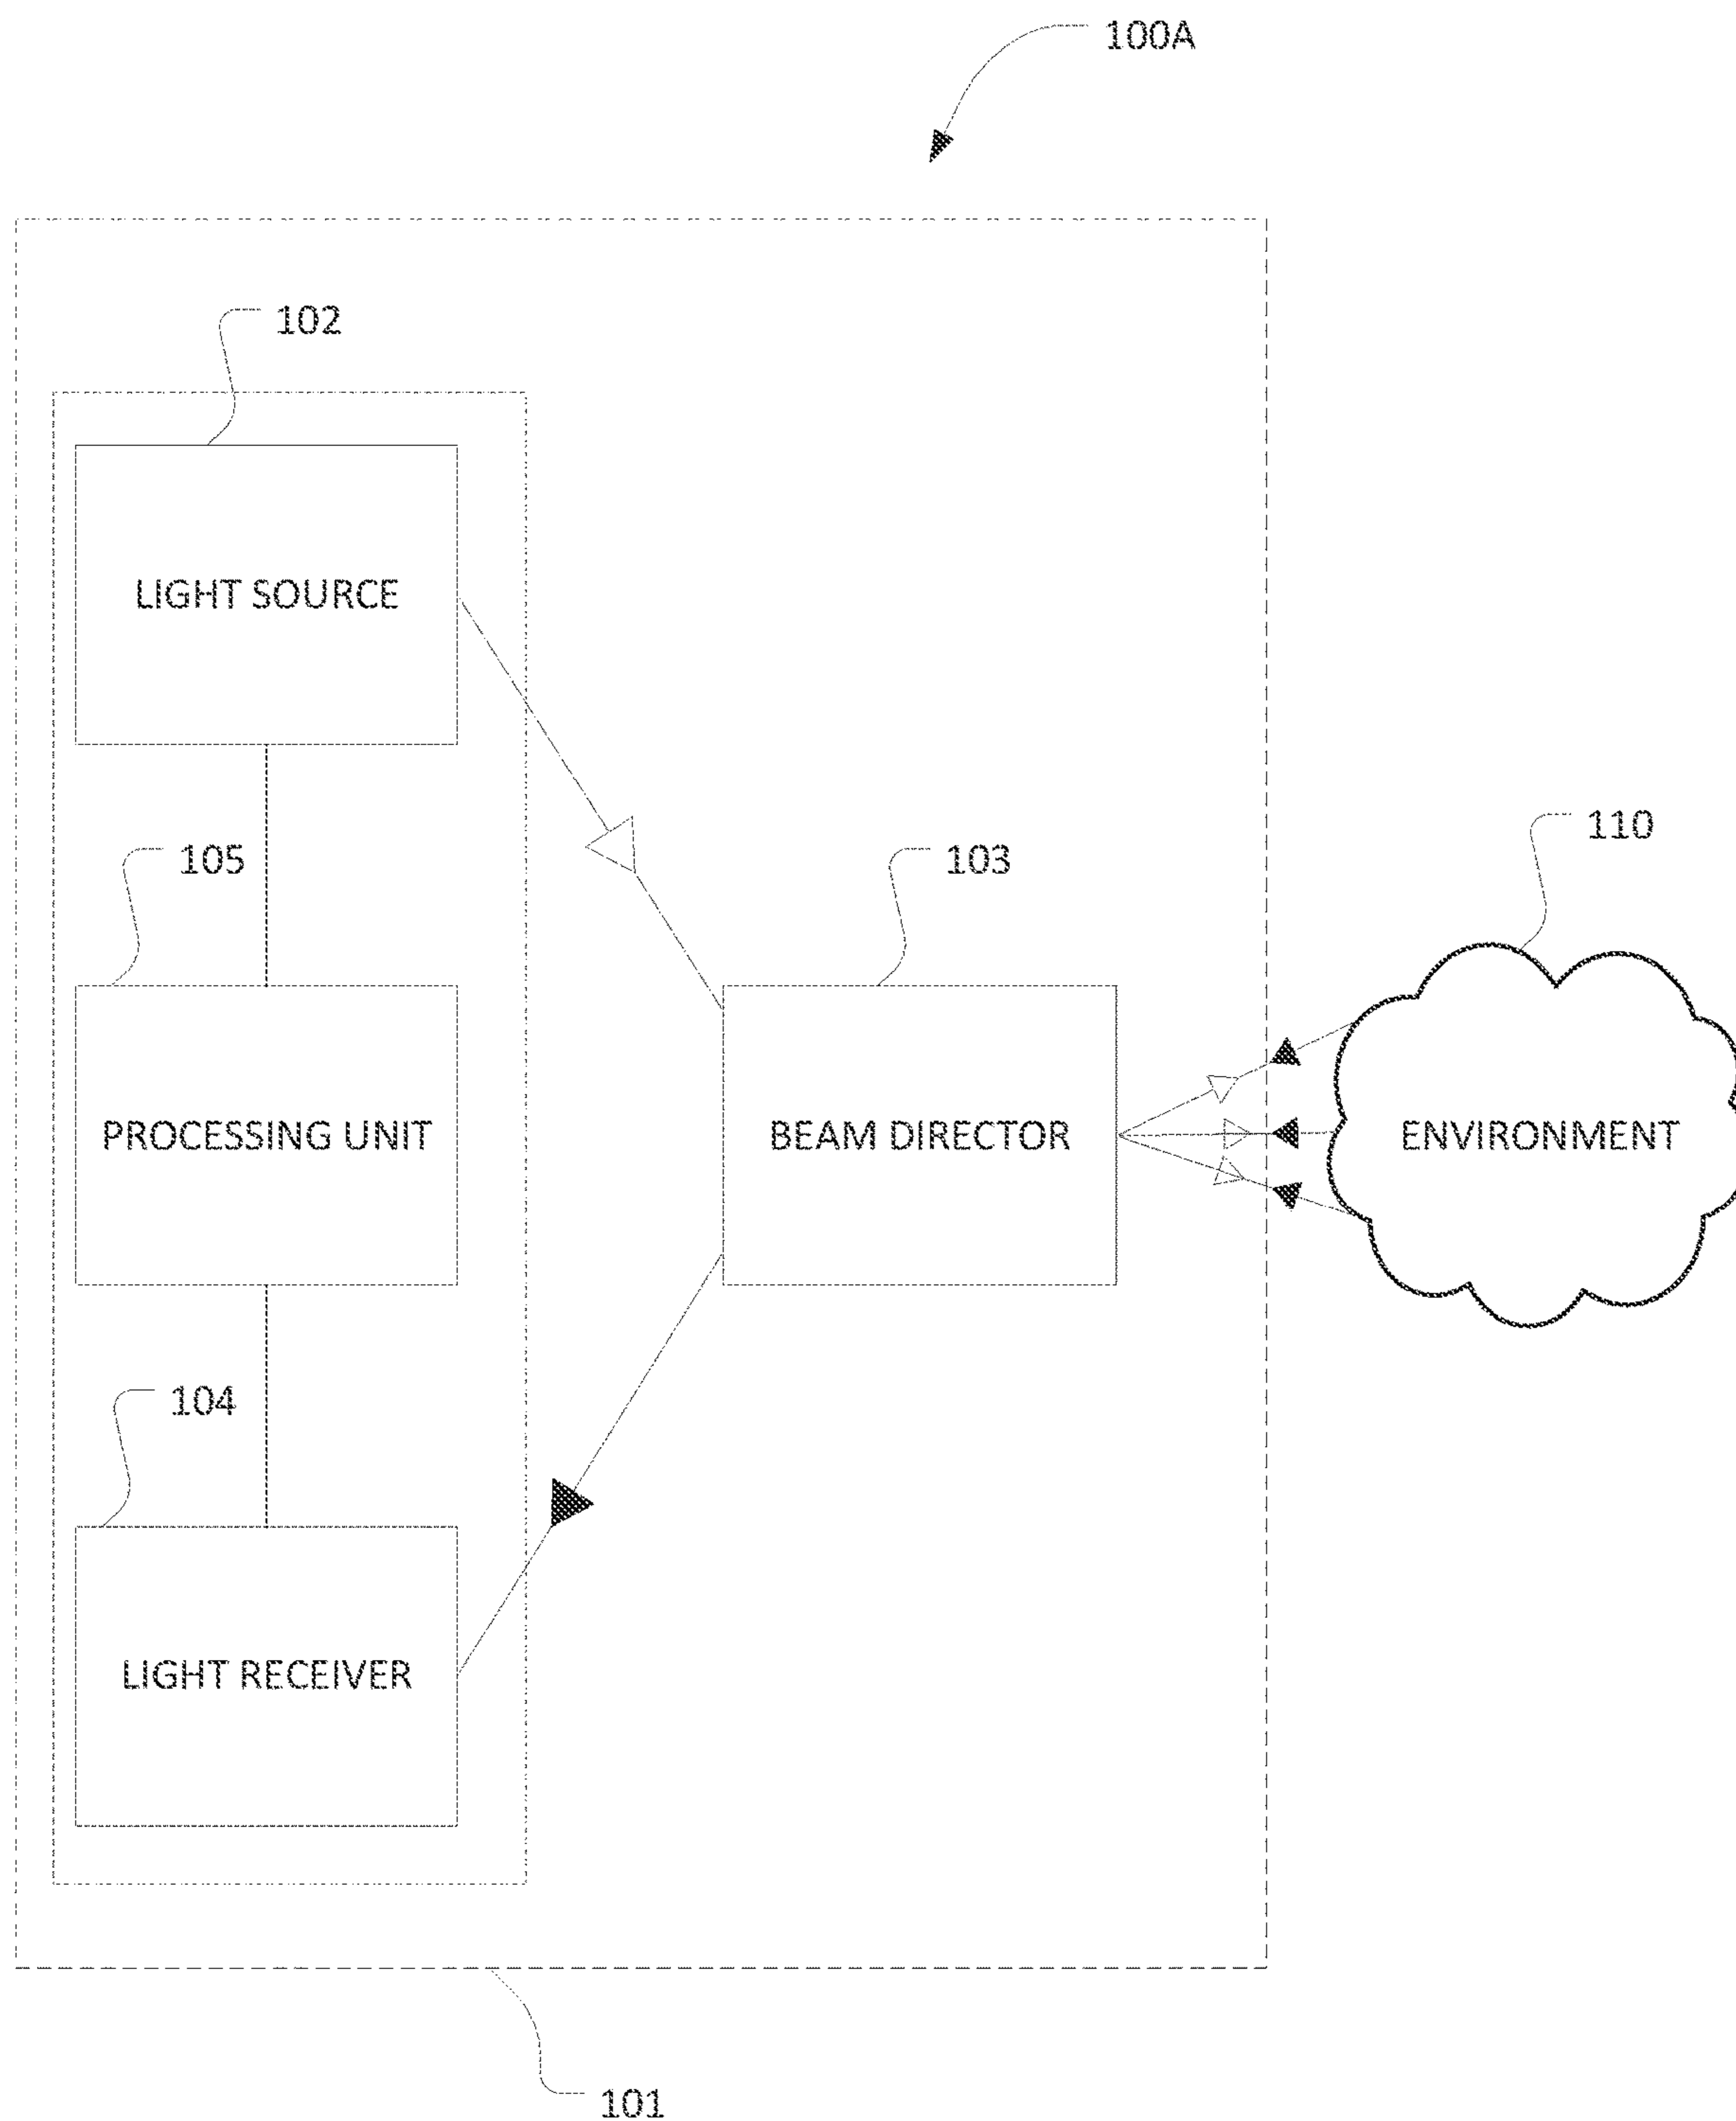 100A
102
LIGHT SOURCE
110
105
103
PROCESSING UNIT
BEAM DIRECTOR
ENVIRONMENT
104
LIGHT RECEIVER
101